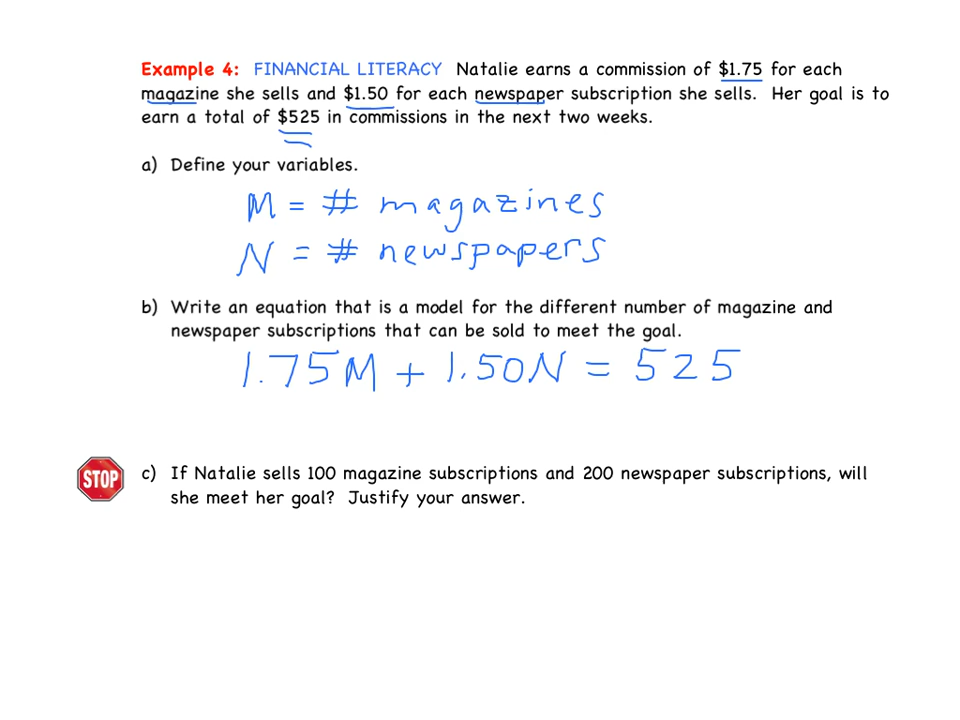 Example 4: FINANCIAL LITERACY Natalie earns a commission of $1.75 for each
magazine she sells and $1.50 for each newspaper subscription she sells. Her goal is to
earn a total of $525 in commissions in the next two weeks.
a) Define your variables.
M = # magazines
N = # newspapers
b) Write an equation that is a model for the different number of magazine and
newspaper subscriptions that can be sold to meet the goal.
1.75M + 1.50N = 525
STOP
c) If Natalie sells 100 magazine subscriptions and 200 newspaper subscriptions, will
she meet her goal? Justify your answer.